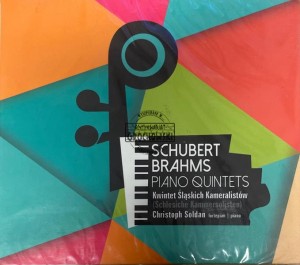 SCHUBERT
BRAHMS
PIANO QUINTETS
Kwintet Śląskich Kameralistów
(Schlesische Kammersolisten)
Christoph Soldan fortepian | piano